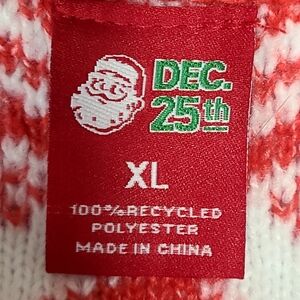 DEC.
25th
XL
100%RECYCLED
POLYESTER
MADE IN CHINA